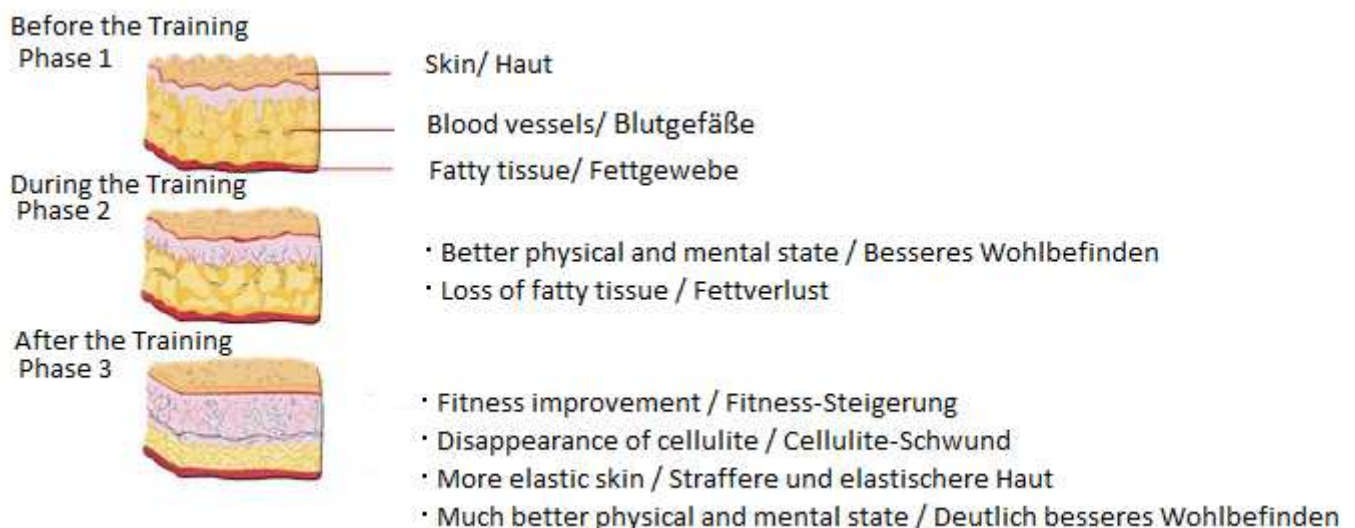 Before the Training
Phase 1
Skin/ Haut
Blood vessels/ Blutgefäße
Fatty tissue/ Fettgewebe
During the Training
Phase 2
· Better physical and mental state / Besseres Wohlbefinden
· Loss of fatty tissue / Fettverlust
After the Training
Phase 3
· Fitness improvement / Fitness-Steigerung
· Disappearance of cellulite / Cellulite-Schwund
· More elastic skin / Straffere und elastischere Haut
· Much better physical and mental state / Deutlich besseres Wohlbefinden